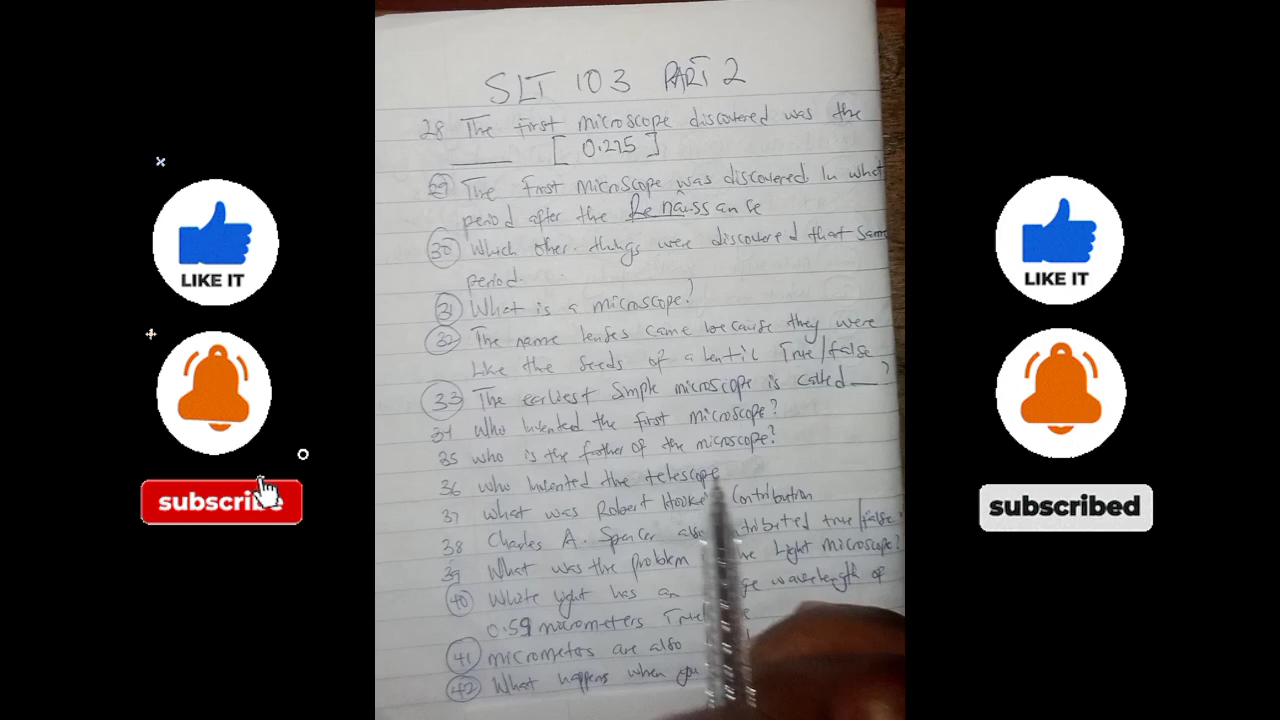 SLT 103 PART 2
28 The first microscope discovered was the
[ 0.275 ]
29 The First Microscope was discovered in what
period after the Renaussanse
30 Which other things were discovered that same
period.
31 What is a microscope?
32 The name lenses came because they were
Like the seeds of a lentil True/false
33 The earliest Simple microscope is called ___?
34 Who invented the first microscope?
35 who is the father of the microscope?
36 who invented the telescope
37 What was Robert Hooke's Contribution
38 Charles A. Spencer also contributed true/false?
39 What was the problem Light Microscope?
40 White light has an wavelength of
0.59 micrometers
41 micrometers are also
42 What happens when you
LIKE IT
subscribe
LIKE IT
subscribed